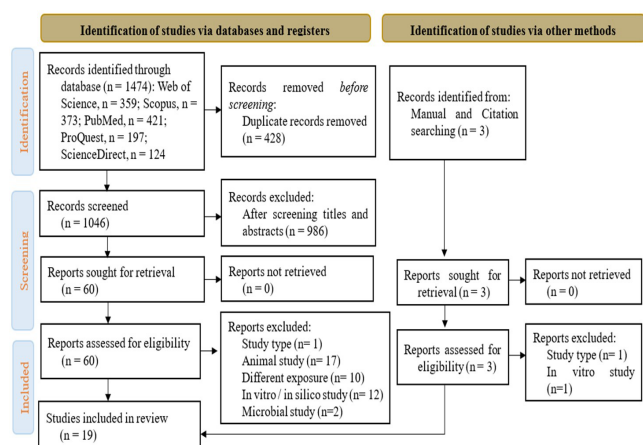 Identification of studies via databases and registers
Identification of studies via other methods
Identification
Records identified through
database (n = 1474): Web of
Science, n = 359; Scopus, n =
373; PubMed, n = 421;
ProQuest, n = 197;
ScienceDirect, n = 124
Records removed before
screening:
Duplicate records removed
(n = 428)
Records identified from:
Manual and Citation
searching (n = 3)
Screening
Records screened
(n = 1046)
Records excluded:
After screening titles and
abstracts (n = 986)
Reports sought for retrieval
(n = 60)
Reports not retrieved
(n = 0)
Reports sought for
retrieval (n = 3)
Reports not retrieved
(n = 0)
Reports assessed for eligibility
(n = 60)
Reports excluded:
Study type (n= 1)
Animal study (n = 17)
Different exposure (n = 10)
In vitro / in silico study (n= 12)
Microbial study (n=2)
Reports assessed for
eligibility (n = 3)
Reports excluded:
Study type (n= 1)
In vitro study
(n=1)
Included
Studies included in review
(n = 19)